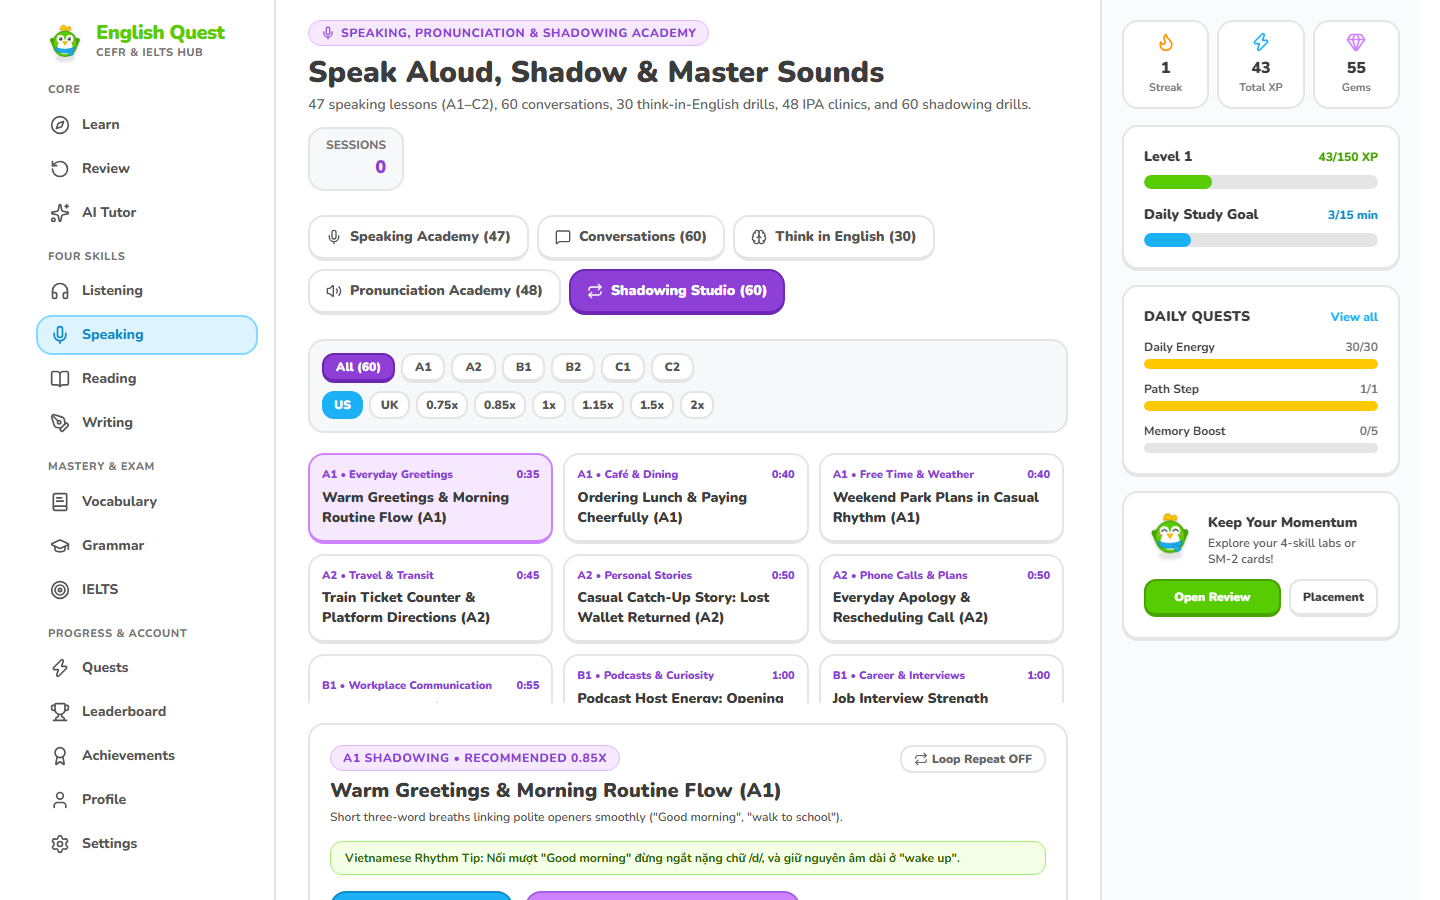 English Quest
CEFR & IELTS HUB
CORE
Learn
Review
AI Tutor
FOUR SKILLS
Listening
Speaking
Reading
Writing
MASTERY & EXAM
Vocabulary
Grammar
IELTS
PROGRESS & ACCOUNT
Quests
Leaderboard
Achievements
Profile
Settings
SPEAKING, PRONUNCIATION & SHADOWING ACADEMY
Speak Aloud, Shadow & Master Sounds
47 speaking lessons (A1–C2), 60 conversations, 30 think-in-English drills, 48 IPA clinics, and 60 shadowing drills.
SESSIONS
0
Speaking Academy (47)
Conversations (60)
Think in English (30)
Pronunciation Academy (48)
Shadowing Studio (60)
All (60)
A1
A2
B1
B2
C1
C2
US
UK
0.75x
0.85x
1x
1.15x
1.5x
2x
A1 • Everyday Greetings 0:35
Warm Greetings & Morning
Routine Flow (A1)
A1 • Café & Dining 0:40
Ordering Lunch & Paying
Cheerfully (A1)
A1 • Free Time & Weather 0:40
Weekend Park Plans in Casual
Rhythm (A1)
A2 • Travel & Transit 0:45
Train Ticket Counter &
Platform Directions (A2)
A2 • Personal Stories 0:50
Casual Catch-Up Story: Lost
Wallet Returned (A2)
A2 • Phone Calls & Plans 0:50
Everyday Apology &
Rescheduling Call (A2)
B1 • Workplace Communication 0:55
B1 • Podcasts & Curiosity 1:00
Podcast Host Energy: Opening
B1 • Career & Interviews 1:00
Job Interview Strength
A1 SHADOWING • RECOMMENDED 0.85X
Loop Repeat OFF
Warm Greetings & Morning Routine Flow (A1)
Short three-word breaths linking polite openers smoothly ("Good morning", "walk to school").
Vietnamese Rhythm Tip: Nối mượt "Good morning" đừng ngắt nặng chữ /d/, và giữ nguyên âm dài ở "wake up".
1
Streak
43
Total XP
55
Gems
Level 1 43/150 XP
Daily Study Goal 3/15 min
DAILY QUESTS View all
Daily Energy 30/30
Path Step 1/1
Memory Boost 0/5
Keep Your Momentum
Explore your 4-skill labs or
SM-2 cards!
Open Review
Placement